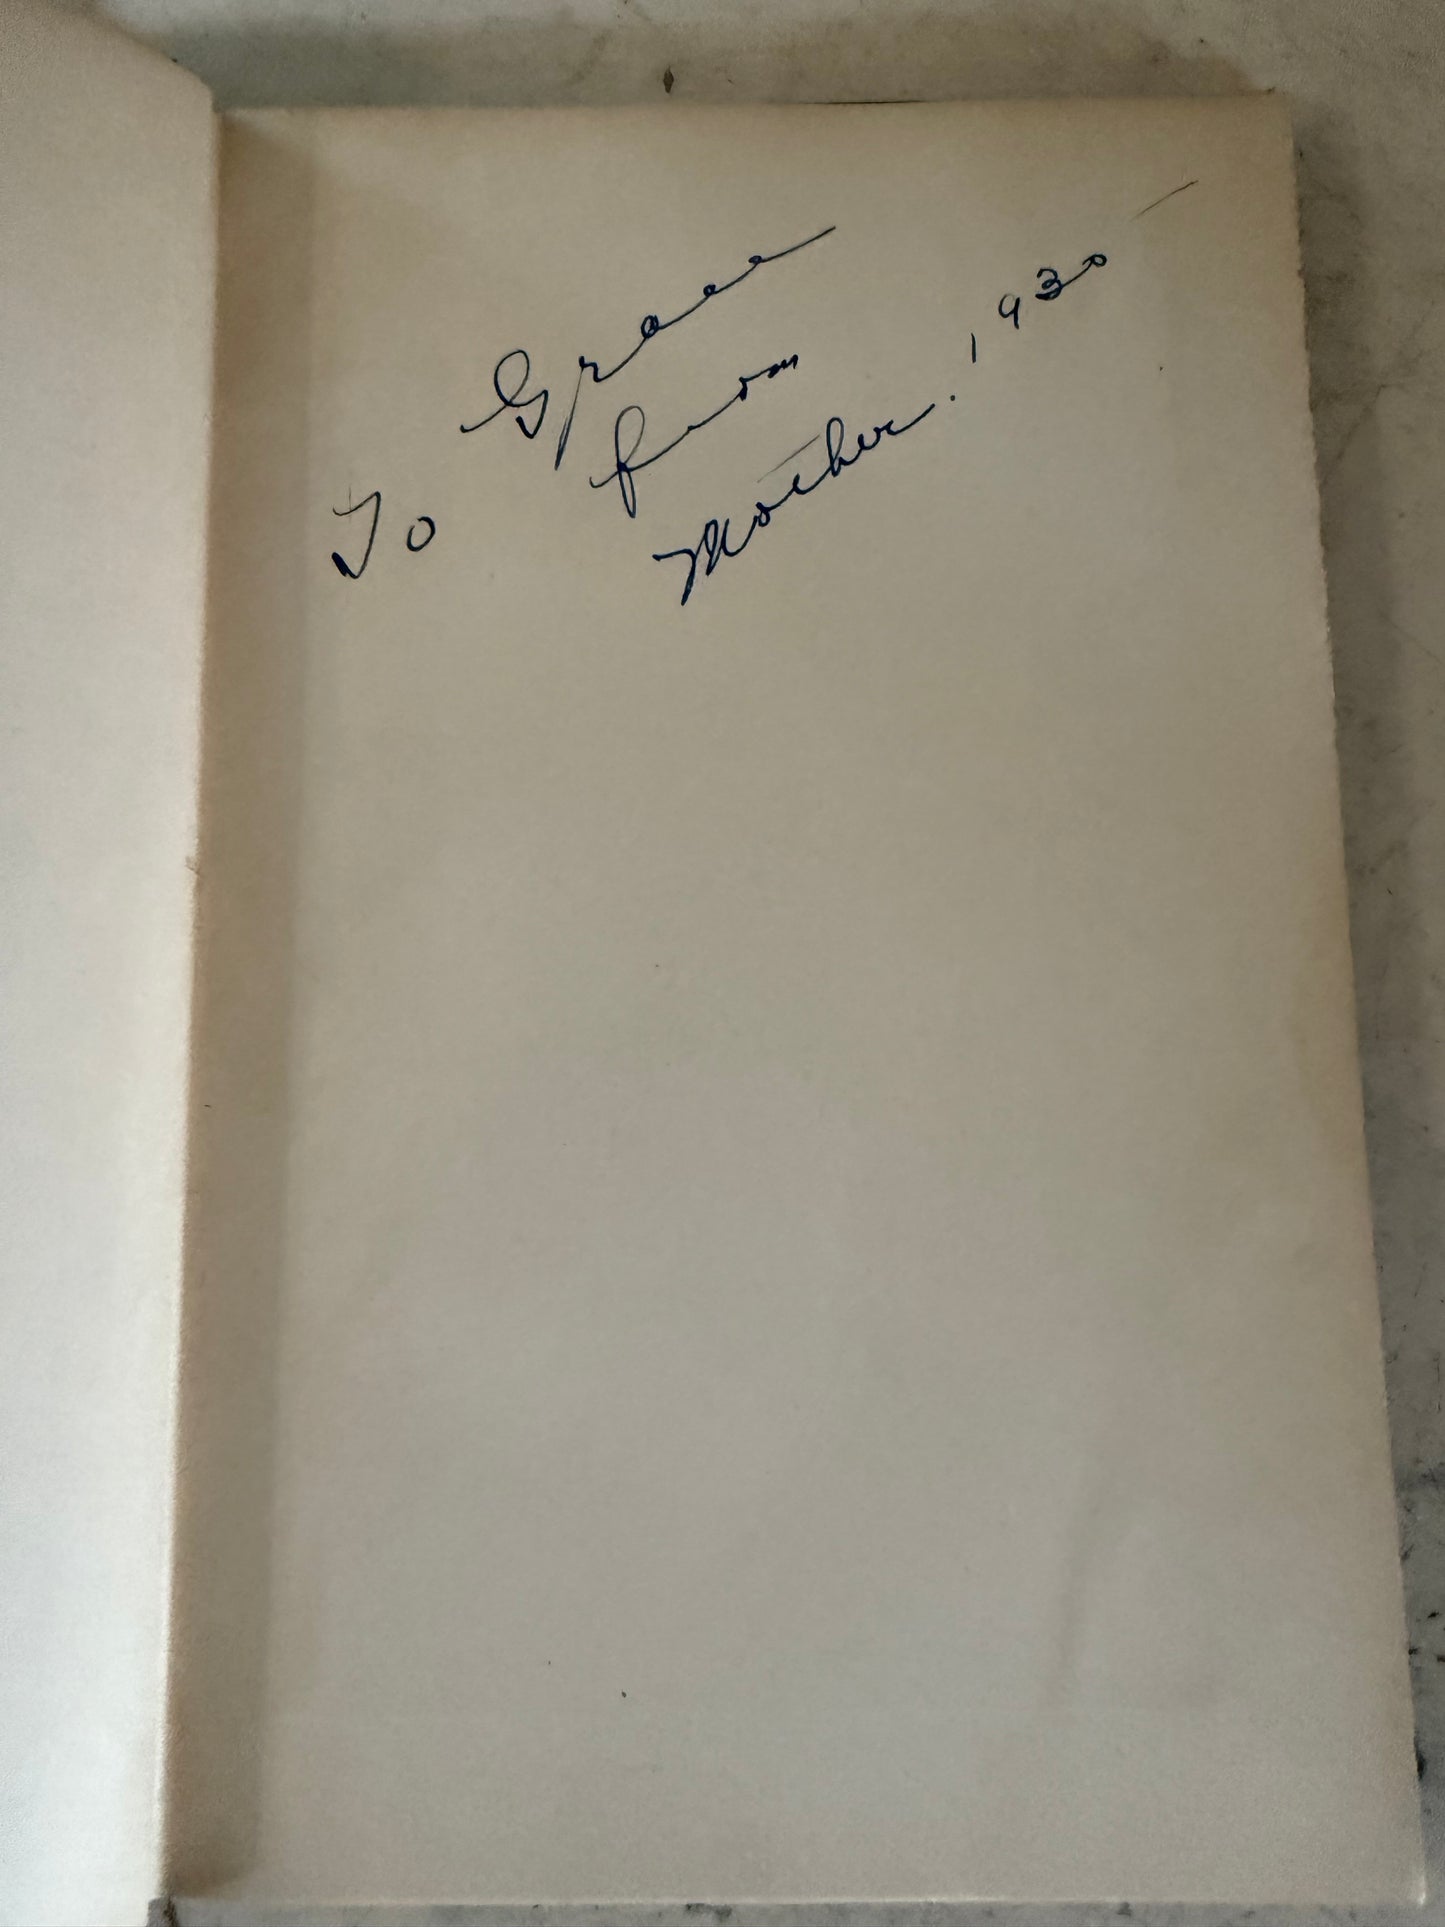 To Grace
from
Mother. 1930